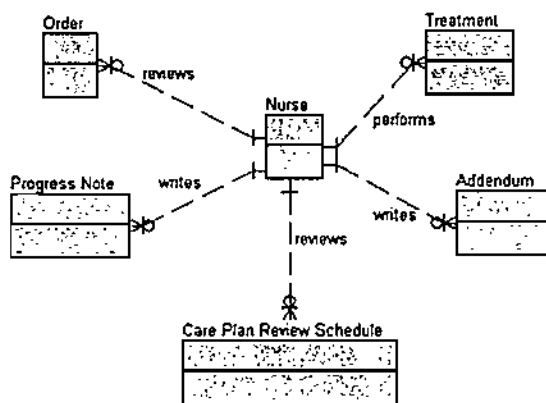 Order
Treatment
reviews
Nurse
performs
Progress Note
writes
Addendum
writes
reviews
Care Plan Review Schedule